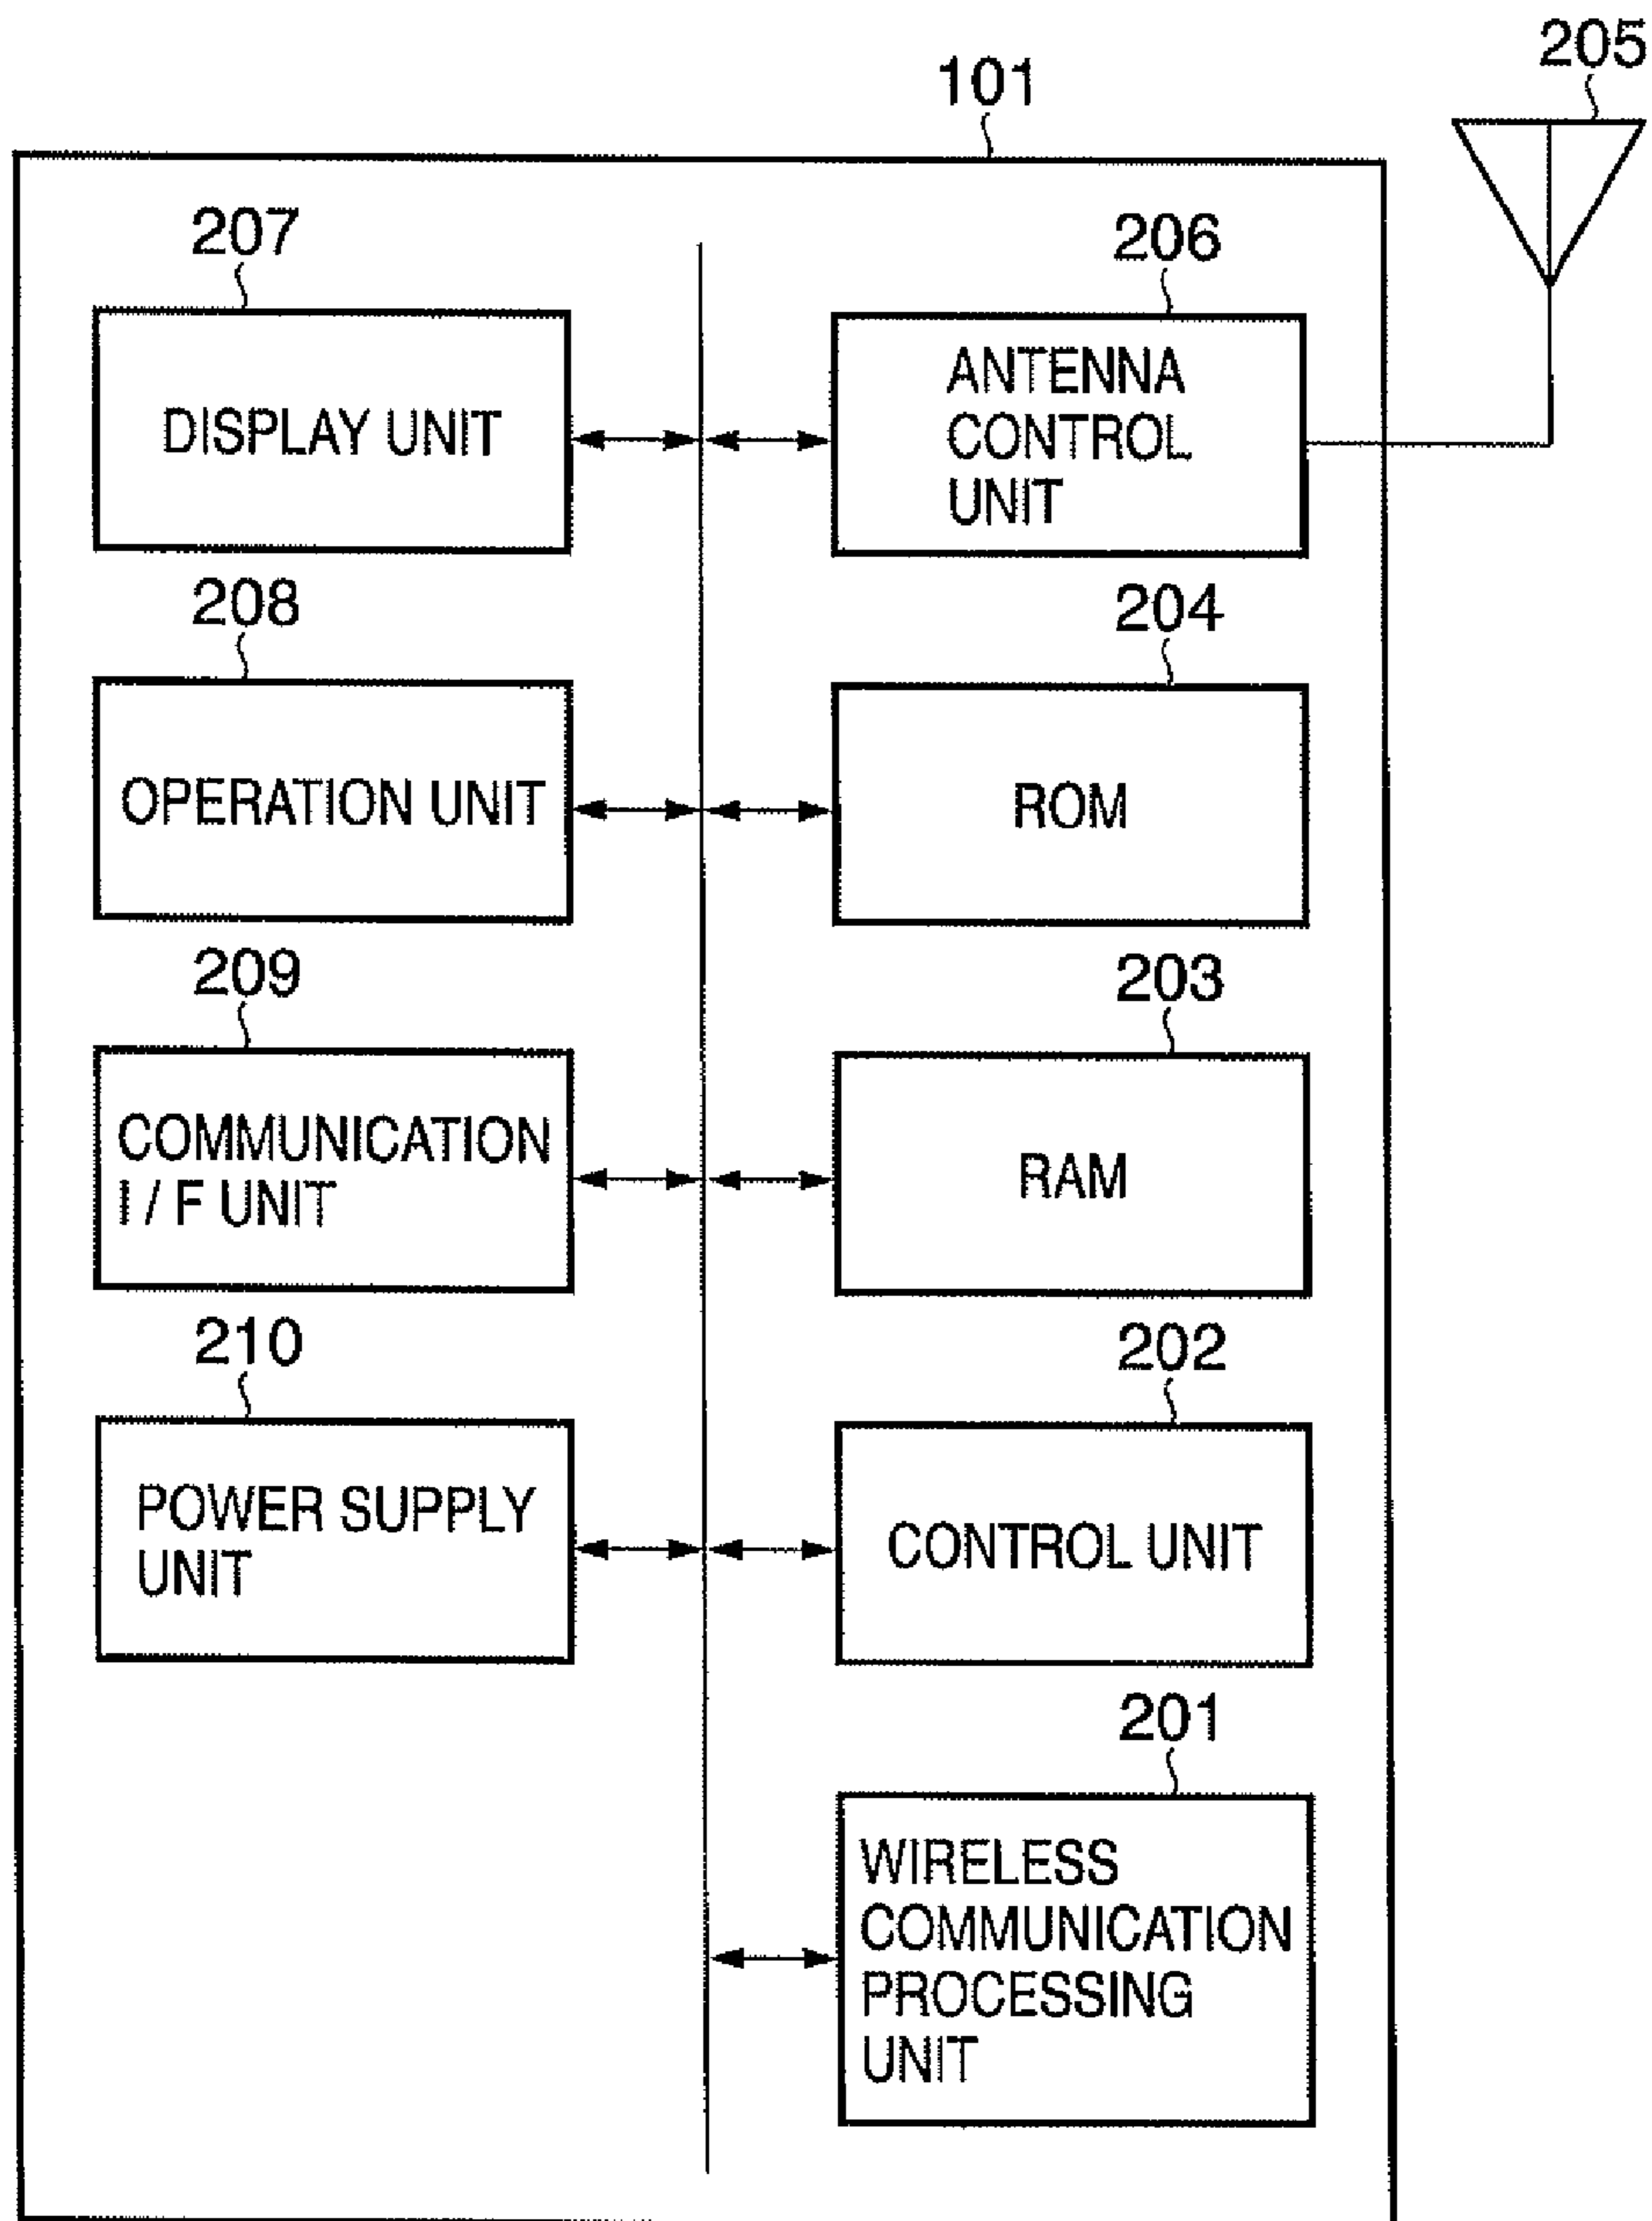 205
101
207
206
DISPLAY UNIT
ANTENNA
CONTROL
UNIT
208
204
OPERATION UNIT
ROM
209
203
COMMUNICATION
I / F UNIT
RAM
210
202
POWER SUPPLY
UNIT
CONTROL UNIT
201
WIRELESS
COMMUNICATION
PROCESSING
UNIT